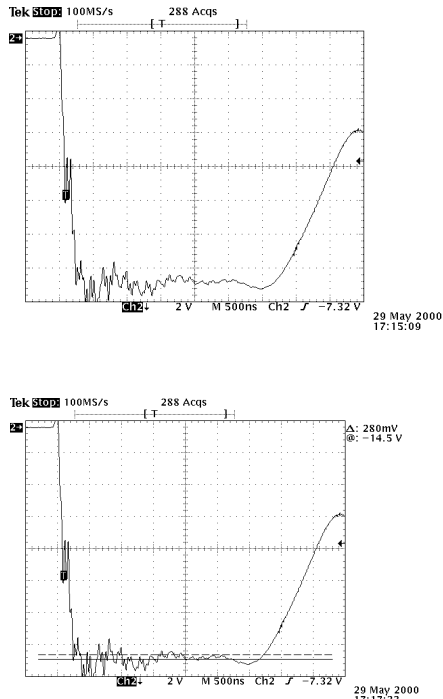 Tek Stop: 100MS/s 288 Acqs
[ T ]
2→
T
Ch2↓ 2 V M 500ns Ch2 ∫ −7.32 V
29 May 2000
17:15:09
Tek Stop: 100MS/s 288 Acqs
[ T ]
2→
Δ: 280mV
@: −14.5 V
T
Ch2↓ 2 V M 500ns Ch2 ∫ −7.32 V
29 May 2000